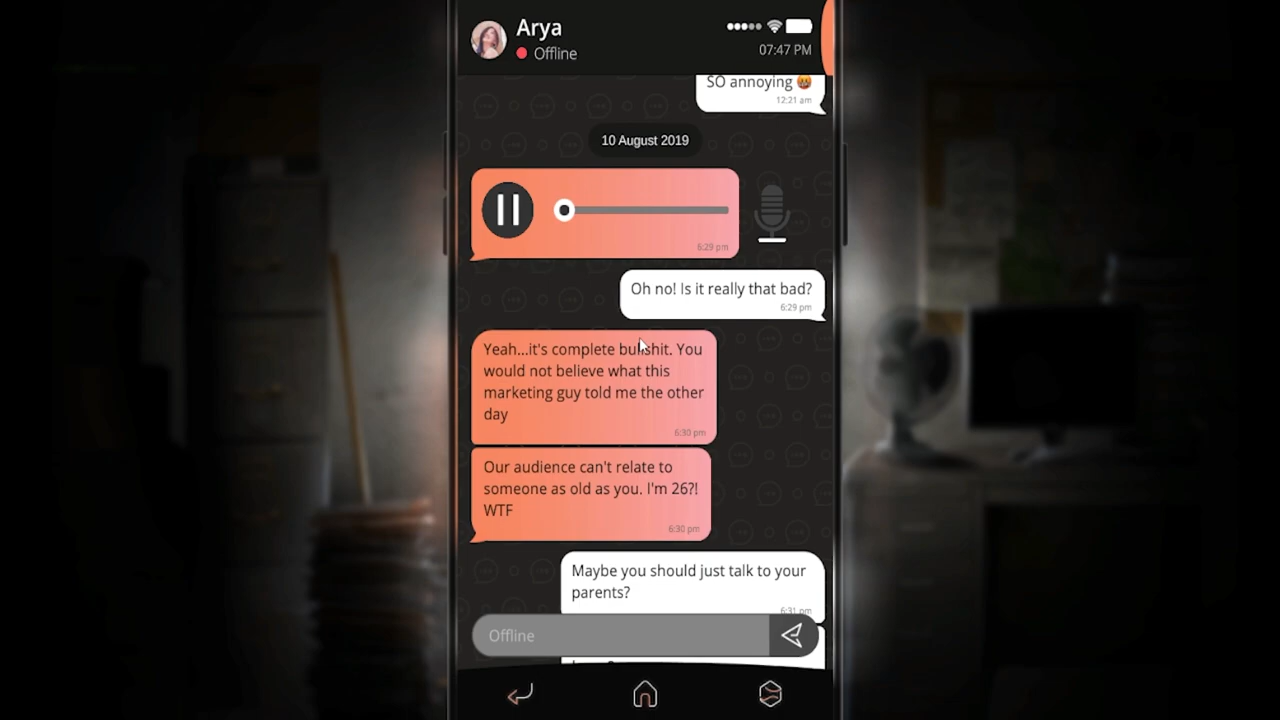 Arya
Offline
07:47 PM
SO annoying 🤬
12:21 am
10 August 2019
6:29 pm
Oh no! Is it really that bad?
6:29 pm
Yeah...it's complete bullshit. You
would not believe what this
marketing guy told me the other
day
6:30 pm
Our audience can't relate to
someone as old as you. I'm 26?!
WTF
6:30 pm
Maybe you should just talk to your
parents?
6:31 pm
Offline